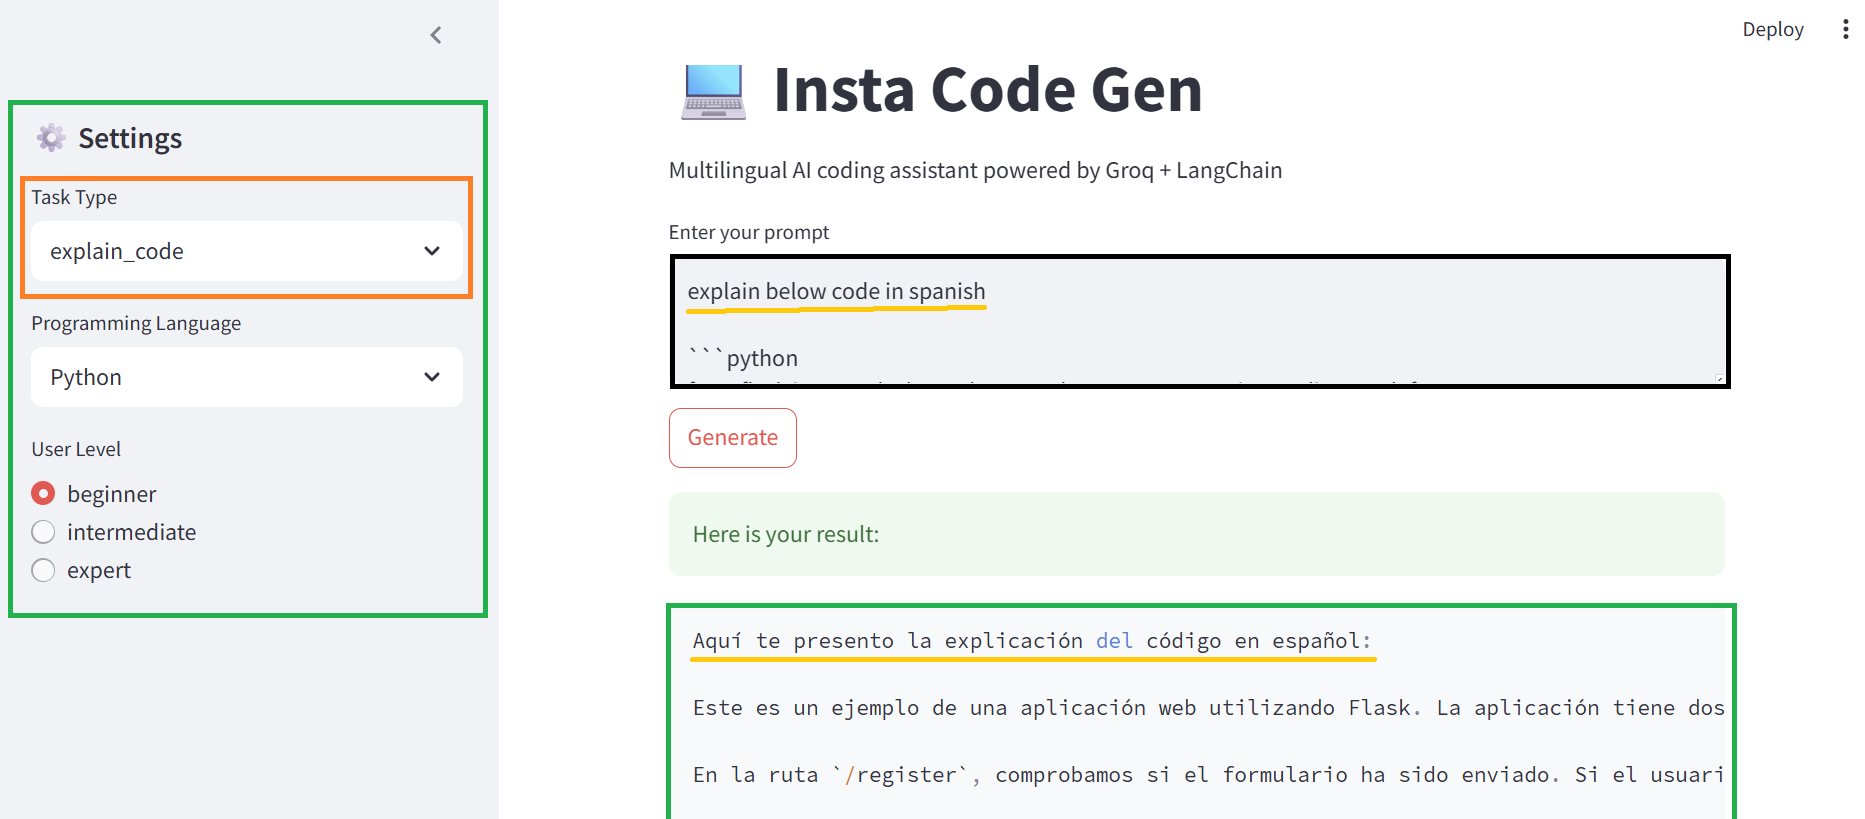 Deploy
Insta Code Gen
Multilingual AI coding assistant powered by Groq + LangChain
Settings
Task Type
explain_code
Programming Language
Python
User Level
beginner
intermediate
expert
Enter your prompt
explain below code in spanish
```python
Generate
Here is your result:
Aquí te presento la explicación del código en español:
Este es un ejemplo de una aplicación web utilizando Flask. La aplicación tiene dos
En la ruta `/register`, comprobamos si el formulario ha sido enviado. Si el usuari